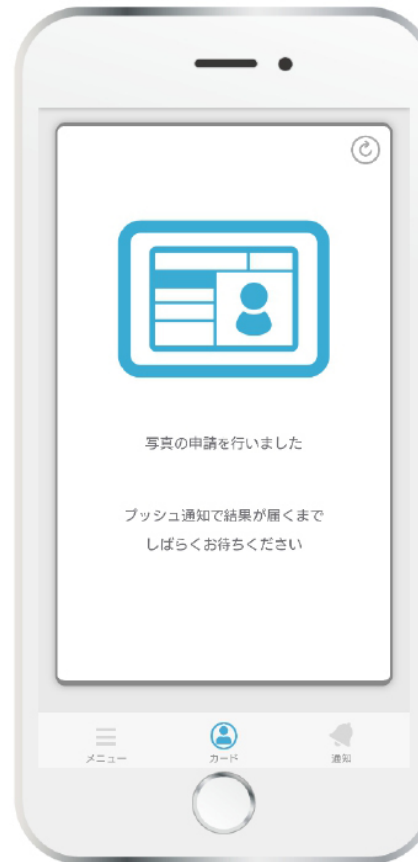 写真の申請を行いました
プッシュ通知で結果が届くまで
しばらくお待ちください
メニュー
カード
通知